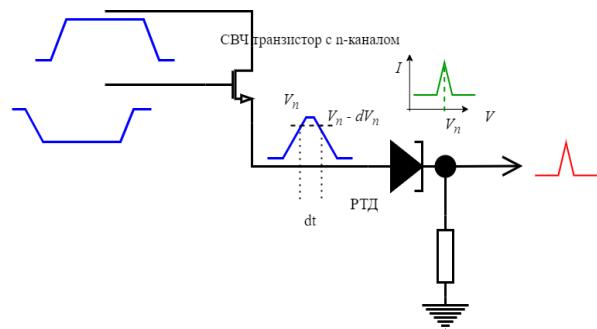 СВЧ транзистор с n-каналом
I
V
Vn
Vn
Vn - dVn
РТД
dt